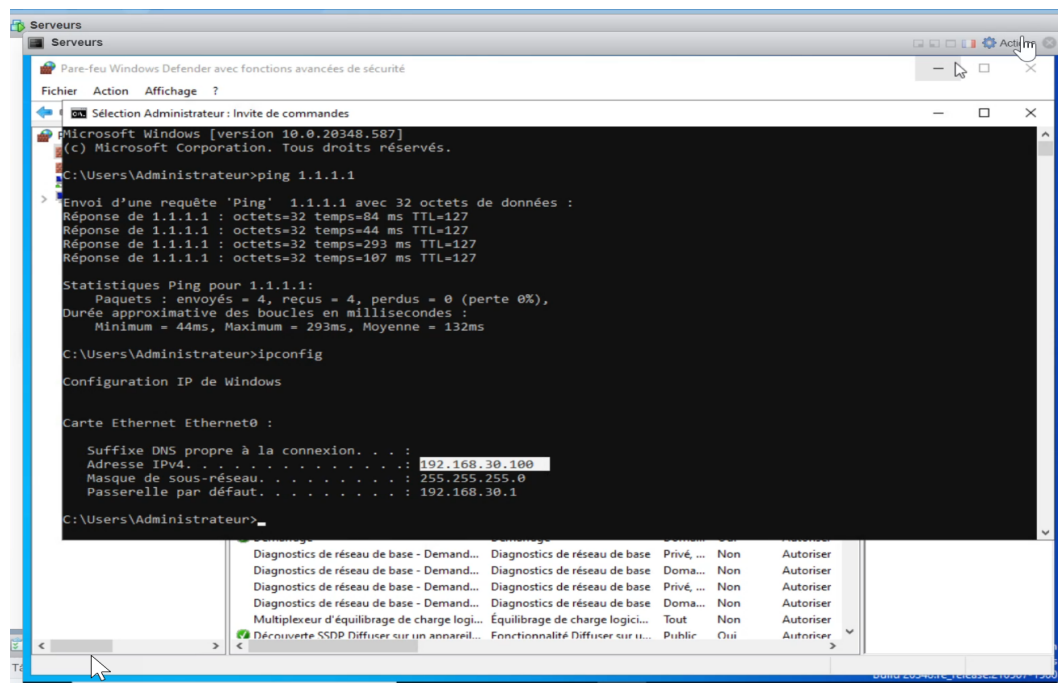 Serveurs
Serveurs
Actions
Pare-feu Windows Defender avec fonctions avancées de sécurité
Fichier Action Affichage ?
Sélection Administrateur : Invite de commandes
Microsoft Windows [version 10.0.20348.587]
(c) Microsoft Corporation. Tous droits réservés.
C:\Users\Administrateur>ping 1.1.1.1
Envoi d’une requête 'Ping'  1.1.1.1 avec 32 octets de données :
Réponse de 1.1.1.1 : octets=32 temps=84 ms TTL=127
Réponse de 1.1.1.1 : octets=32 temps=44 ms TTL=127
Réponse de 1.1.1.1 : octets=32 temps=293 ms TTL=127
Réponse de 1.1.1.1 : octets=32 temps=107 ms TTL=127
Statistiques Ping pour 1.1.1.1:
Paquets : envoyés = 4, reçus = 4, perdus = 0 (perte 0%),
Durée approximative des boucles en millisecondes :
Minimum = 44ms, Maximum = 293ms, Moyenne = 132ms
C:\Users\Administrateur>ipconfig
Configuration IP de Windows
Carte Ethernet Ethernet0 :
Suffixe DNS propre à la connexion. . . :
Adresse IPv4. . . . . . . . . . . . . .: 192.168.30.100
Masque de sous-réseau. . . . . . . . . : 255.255.255.0
Passerelle par défaut. . . . . . . . . : 192.168.30.1
C:\Users\Administrateur>
Diagnostics de réseau de base - Demand... Diagnostics de réseau de base Privé, ... Non Autoriser
Diagnostics de réseau de base - Demand... Diagnostics de réseau de base Doma... Non Autoriser
Diagnostics de réseau de base - Demand... Diagnostics de réseau de base Privé, ... Non Autoriser
Diagnostics de réseau de base - Demand... Diagnostics de réseau de base Doma... Non Autoriser
Multiplexeur d'équilibrage de charge logi... Équilibrage de charge logici... Tout Non Autoriser
Découverte SSDP Diffuser sur un appareil... Fonctionnalité Diffuser sur u... Public Oui Autoriser